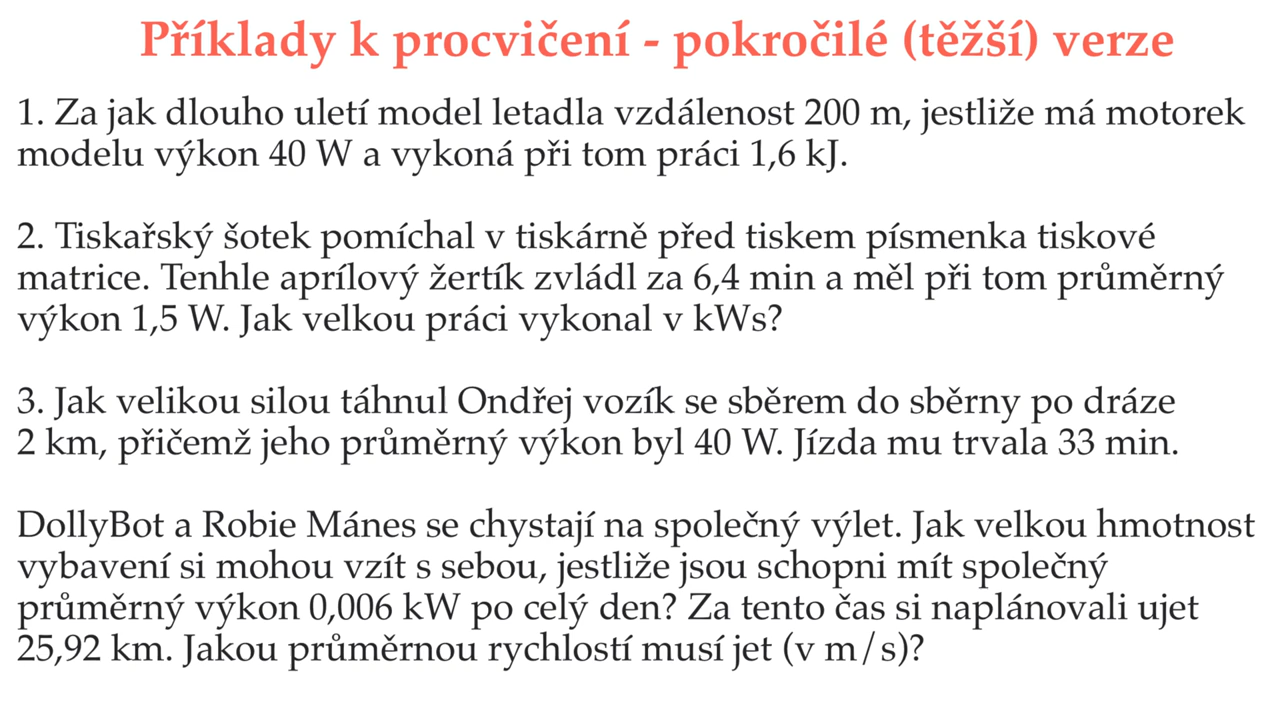 Příklady k procvičení - pokročilé (těžší) verze
1. Za jak dlouho uletí model letadla vzdálenost 200 m, jestliže má motorek
modelu výkon 40 W a vykoná při tom práci 1,6 kJ.
2. Tiskařský šotek pomíchal v tiskárně před tiskem písmenka tiskové
matrice. Tenhle aprílový žertík zvládl za 6,4 min a měl při tom průměrný
výkon 1,5 W. Jak velkou práci vykonal v kWs?
3. Jak velikou silou táhnul Ondřej vozík se sběrem do sběrny po dráze
2 km, přičemž jeho průměrný výkon byl 40 W. Jízda mu trvala 33 min.
DollyBot a Robie Mánes se chystají na společný výlet. Jak velkou hmotnost
vybavení si mohou vzít s sebou, jestliže jsou schopni mít společný
průměrný výkon 0,006 kW po celý den? Za tento čas si naplánovali ujet
25,92 km. Jakou průměrnou rychlostí musí jet (v m/s)?